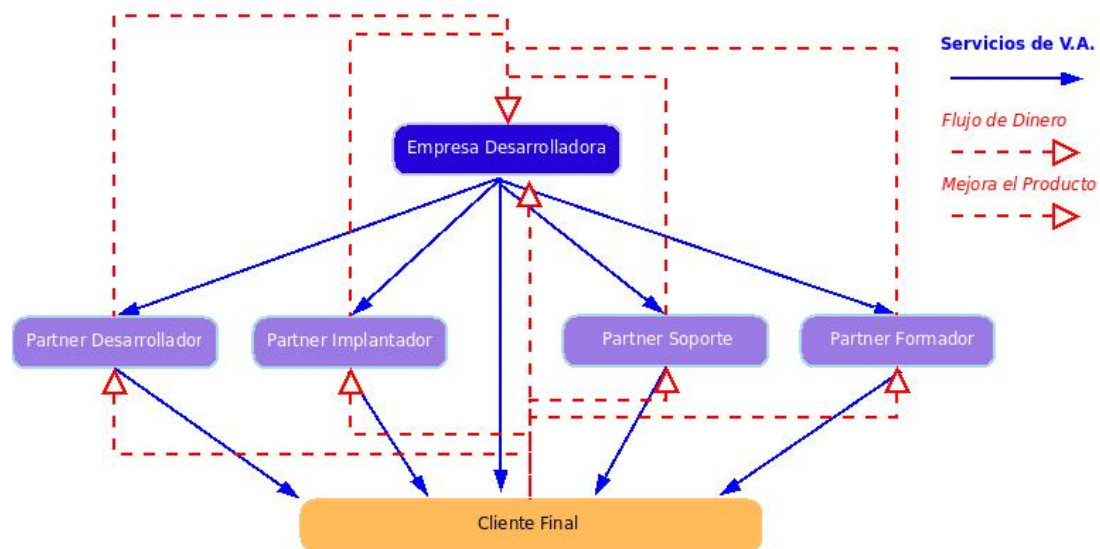 Servicios de V.A.
Flujo de Dinero
Empresa Desarrolladora
Mejora el Producto
Partner Desarrollador
Partner Implantador
Partner Soporte
Partner Formador
Cliente Final